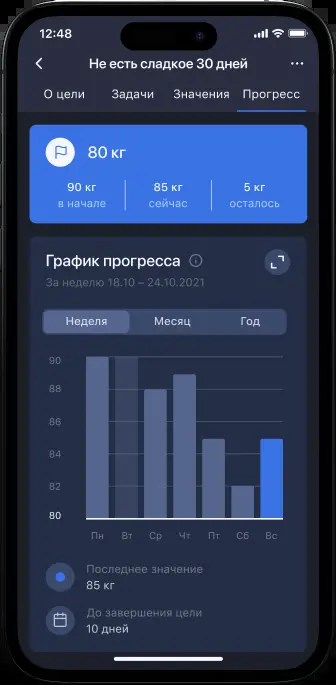 12:48
Не есть сладкое 30 дней
О цели Задачи Значения Прогресс
80 кг
90 кг 85 кг 5 кг
в начале сейчас осталось
График прогресса
За неделю 18.10 – 24.10.2021
Неделя Месяц Год
90
88
86
84
82
80
Пн Вт Ср Чт Пт Сб Вс
Последнее значение
85 кг
До завершения цели
10 дней